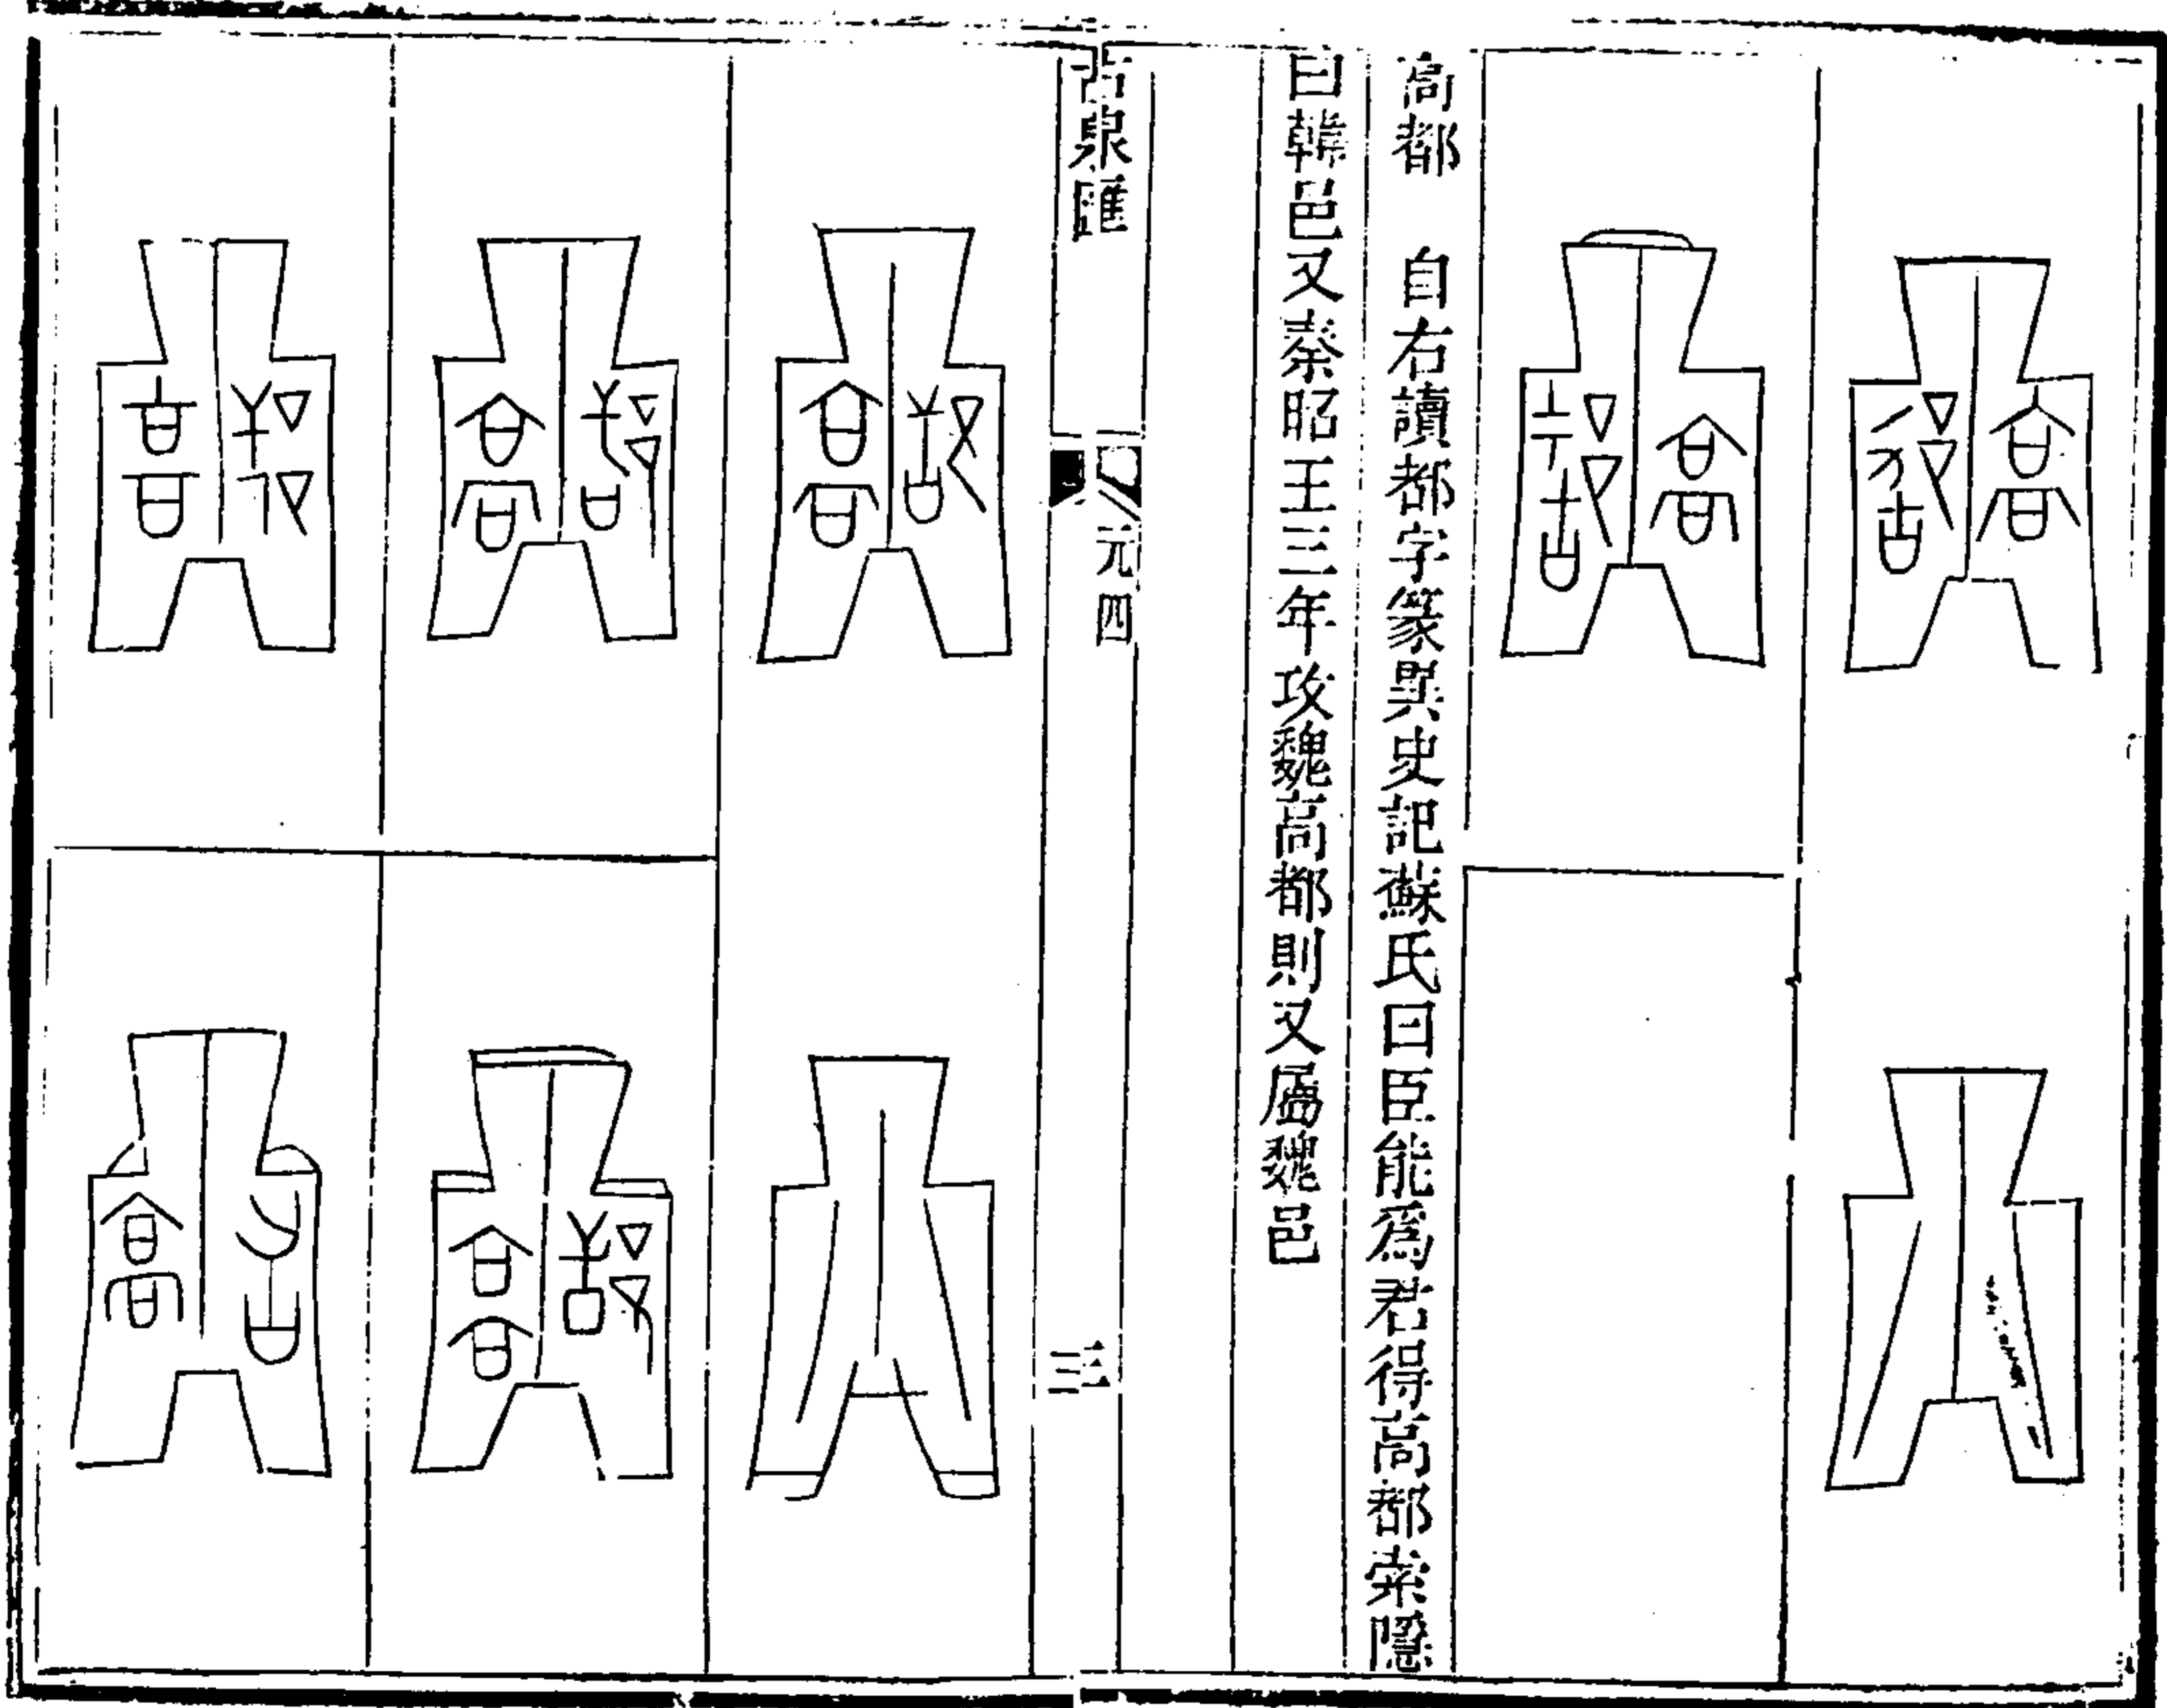 高都　自右讀都字篆異史記蘇氏曰臣能爲君得高都索隱
曰韓邑又秦昭王三年攻魏高都則又屬魏邑
古泉匯
元四
三